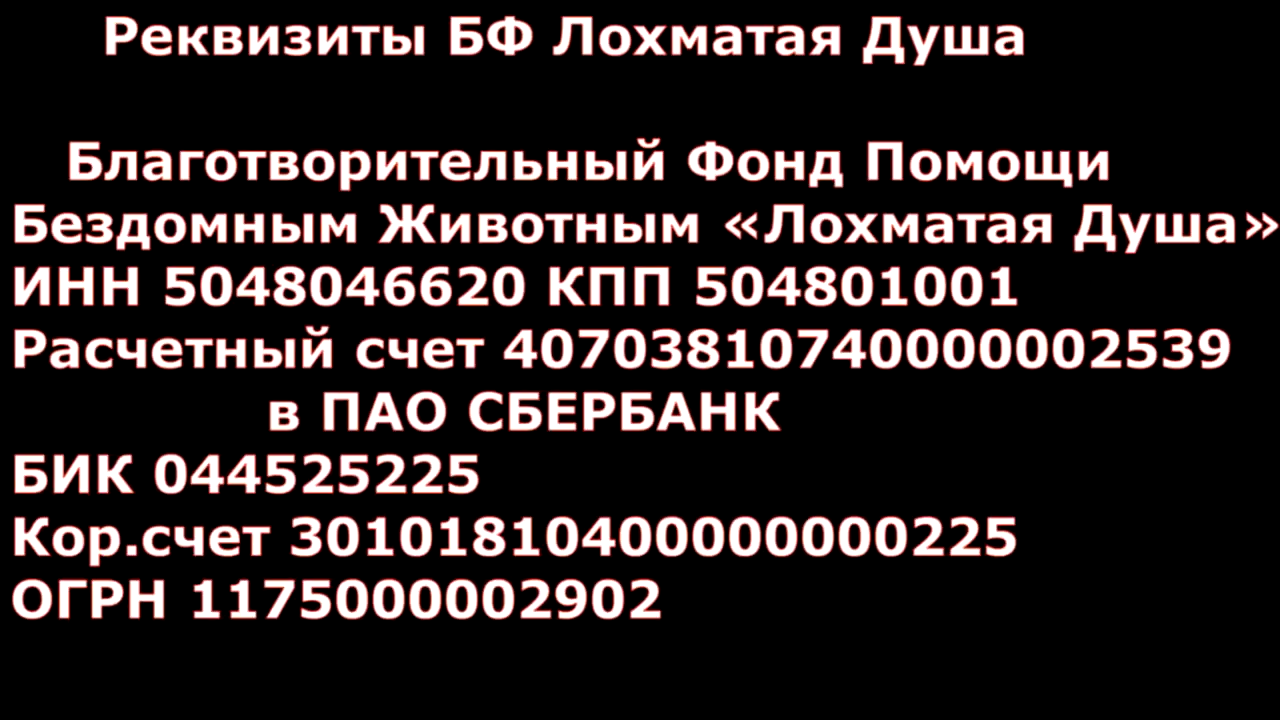 Реквизиты БФ Лохматая Душа
Благотворительный Фонд Помощи
Бездомным Животным «Лохматая Душа»
ИНН 5048046620 КПП 504801001
Расчетный счет 40703810740000002539
в ПАО СБЕРБАНК
БИК 044525225
Кор.счет 30101810400000000225
ОГРН 1175000002902